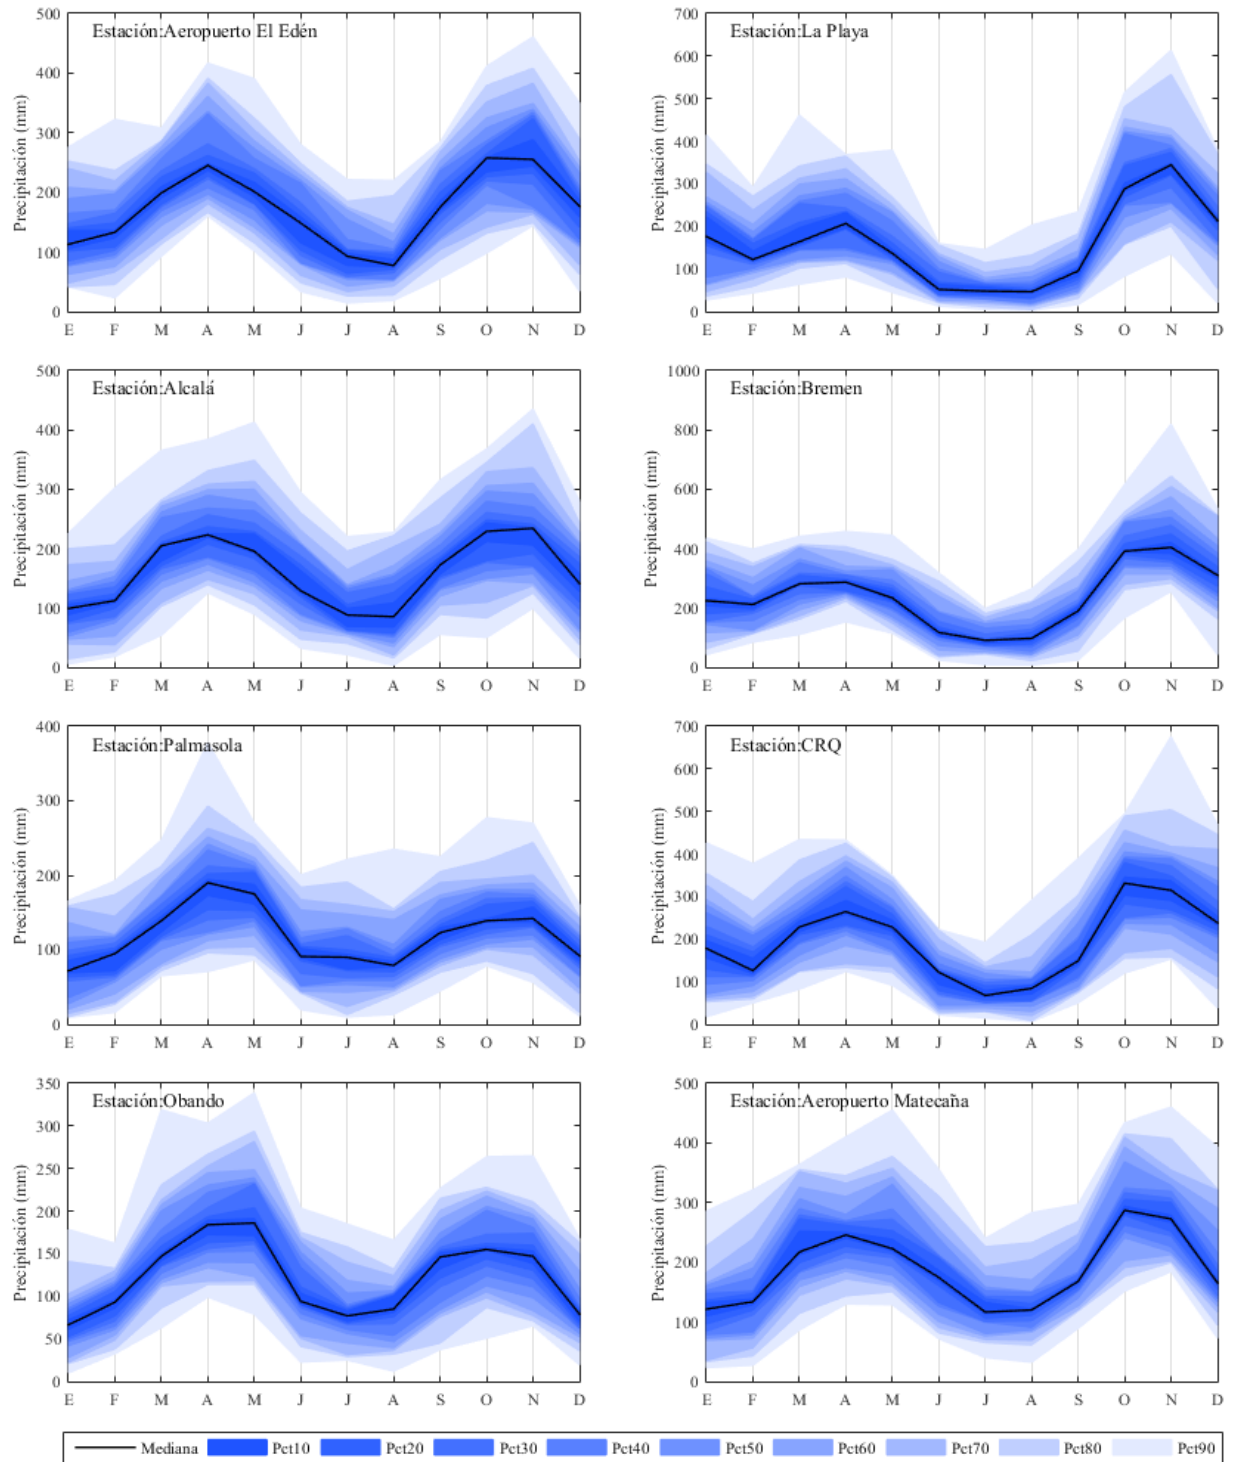 Estación:Aeropuerto El Edén
Precipitación (mm)
500
400
300
200
100
0
E F M A M J J A S O N D
Estación:La Playa
Precipitación (mm)
700
600
500
400
300
200
100
0
E F M A M J J A S O N D
Estación:Alcalá
Precipitación (mm)
500
400
300
200
100
0
E F M A M J J A S O N D
Estación:Bremen
Precipitación (mm)
1000
800
600
400
200
0
E F M A M J J A S O N D
Estación:Palmasola
Precipitación (mm)
400
300
200
100
0
E F M A M J J A S O N D
Estación:CRQ
Precipitación (mm)
700
600
500
400
300
200
100
0
E F M A M J J A S O N D
Estación:Obando
Precipitación (mm)
350
300
250
200
150
100
50
0
E F M A M J J A S O N D
Estación:Aeropuerto Matecaña
Precipitación (mm)
500
400
300
200
100
0
E F M A M J J A S O N D
Mediana Pct10 Pct20 Pct30 Pct40 Pct50 Pct60 Pct70 Pct80 Pct90